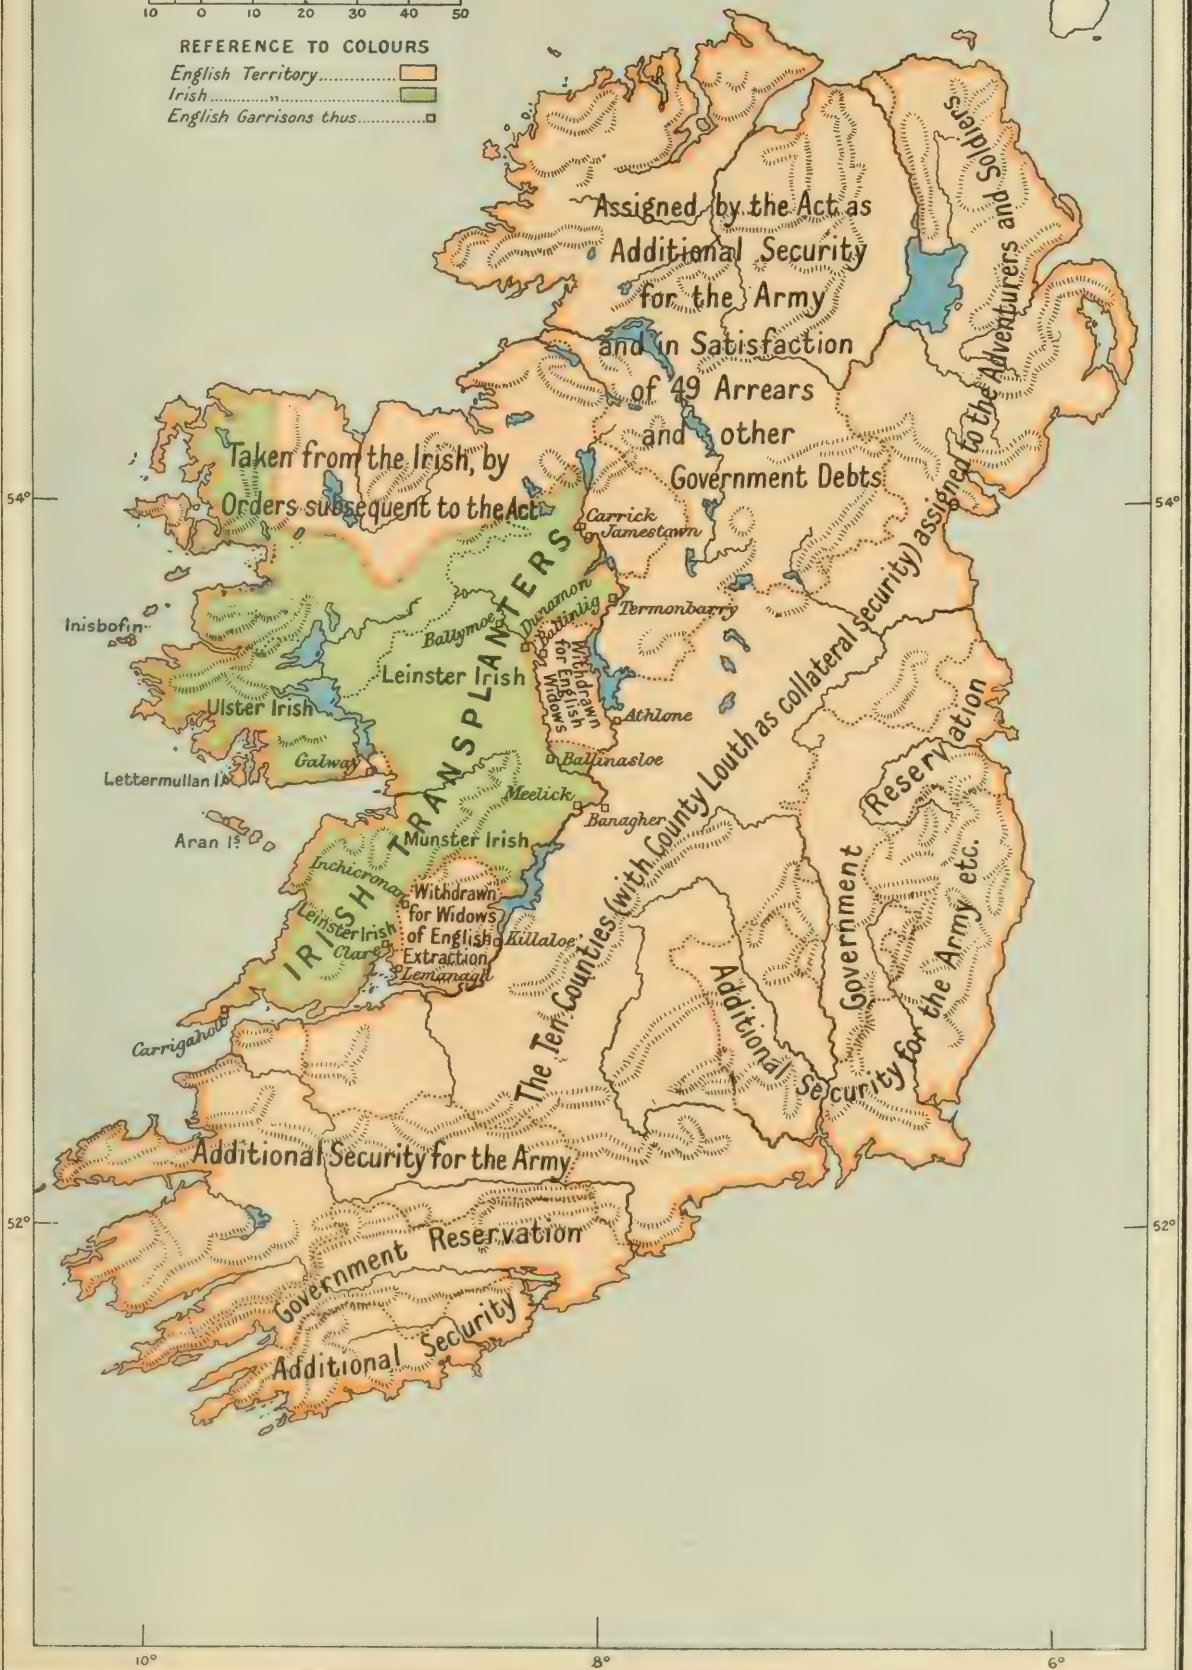 10 0 10 20 30 40 50
REFERENCE TO COLOURS
English Territory
Irish „
English Garrisons thus
Assigned by the Act as
Additional Security
for the Army
and in Satisfaction
of 49 Arrears
and other
Government Debts
Taken from the Irish, by
Orders subsequent to the Act
The Ten Counties (with County Louth as collateral security) assigned to the Adventurers and Soldiers
54°
54°
Carrick
Jamestown
Termonbarry
Dunamon
Ballintig
Ballymoe
Inisbofin
IRISH TRANSPLANTERS
Leinster Irish
Withdrawn
for English
Widows
Ulster Irish
Athlone
Galway
Ballinasloe
Lettermullan I.
Meelick
Banagher
Aran Is.
Munster Irish
Inchicronan
Withdrawn
for Widows
of English
Extraction
Leinster Irish
Clare
Killaloe
Lemanagh
Carrigaholt
Government
Reservation
Additional Security for the Army etc.
Additional Security for the Army
52°
52°
Government Reservation
Additional Security
10°
8°
6°